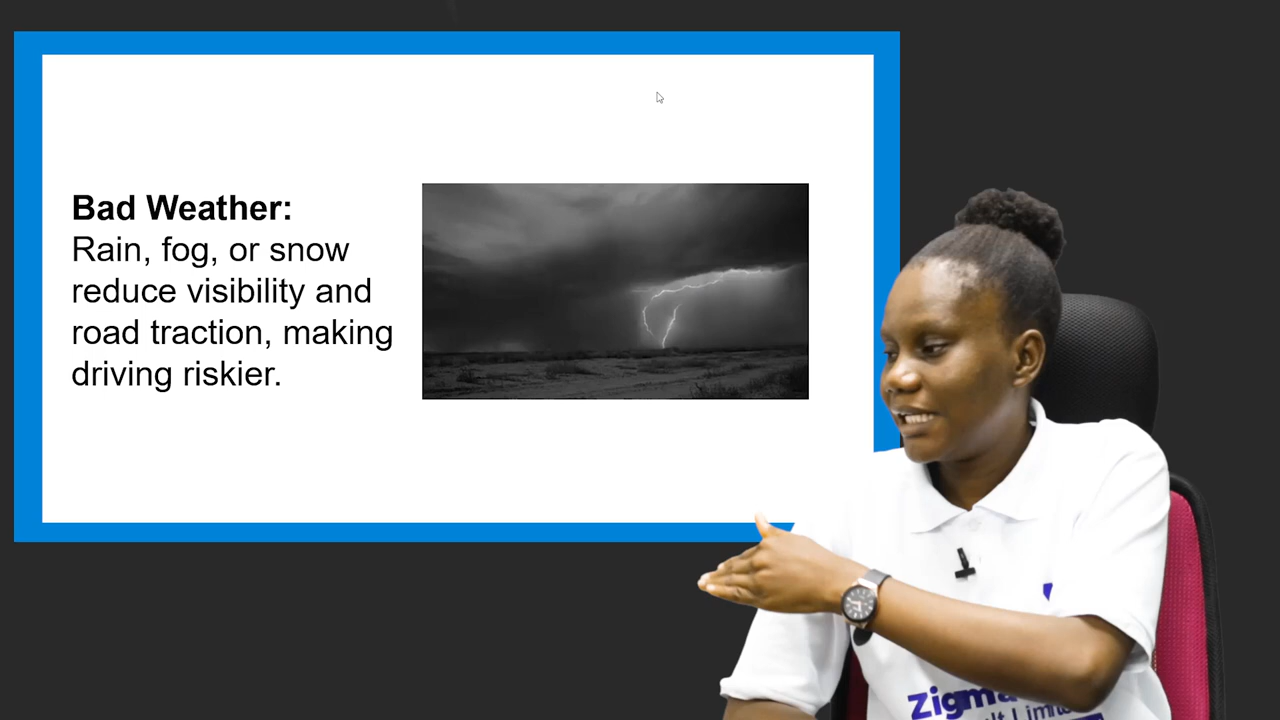 Bad Weather:
Rain, fog, or snow
reduce visibility and
road traction, making
driving riskier.